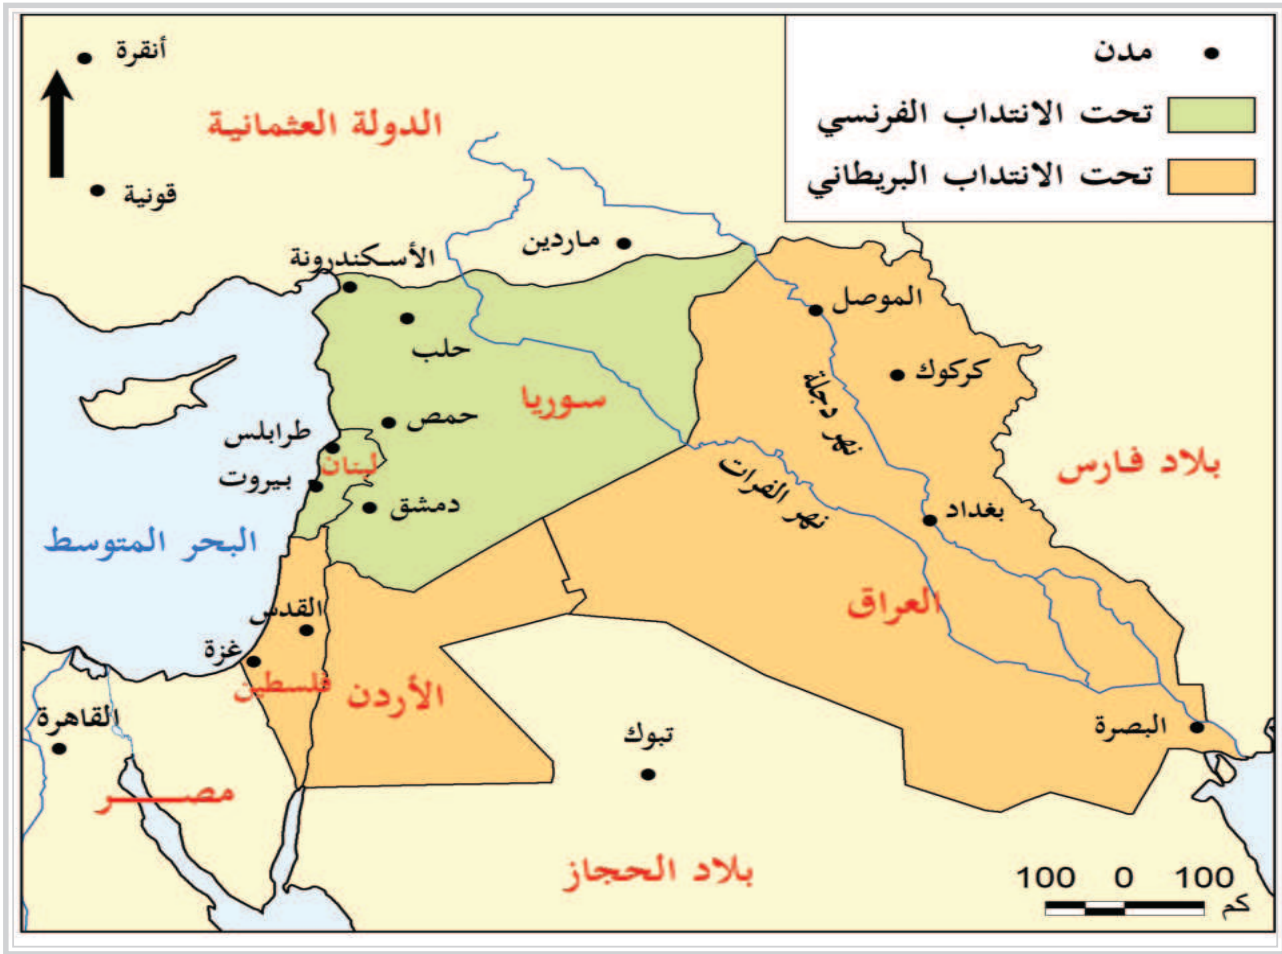 مدن
تحت الانتداب الفرنسي
تحت الانتداب البريطاني
أنقرة
الدولة العثمانية
قونية
ماردين
الأسكندرونة
الموصل
حلب
كركوك
سوريا
نهر دجلة
حمص
طرابلس
لبنان
بلاد فارس
بيروت
نهر الفرات
دمشق
بغداد
البحر المتوسط
العراق
القدس
غزة
فلسطين
الأردن
القاهرة
تبوك
البصرة
مصـــــر
بلاد الحجاز
100 0 100
كم